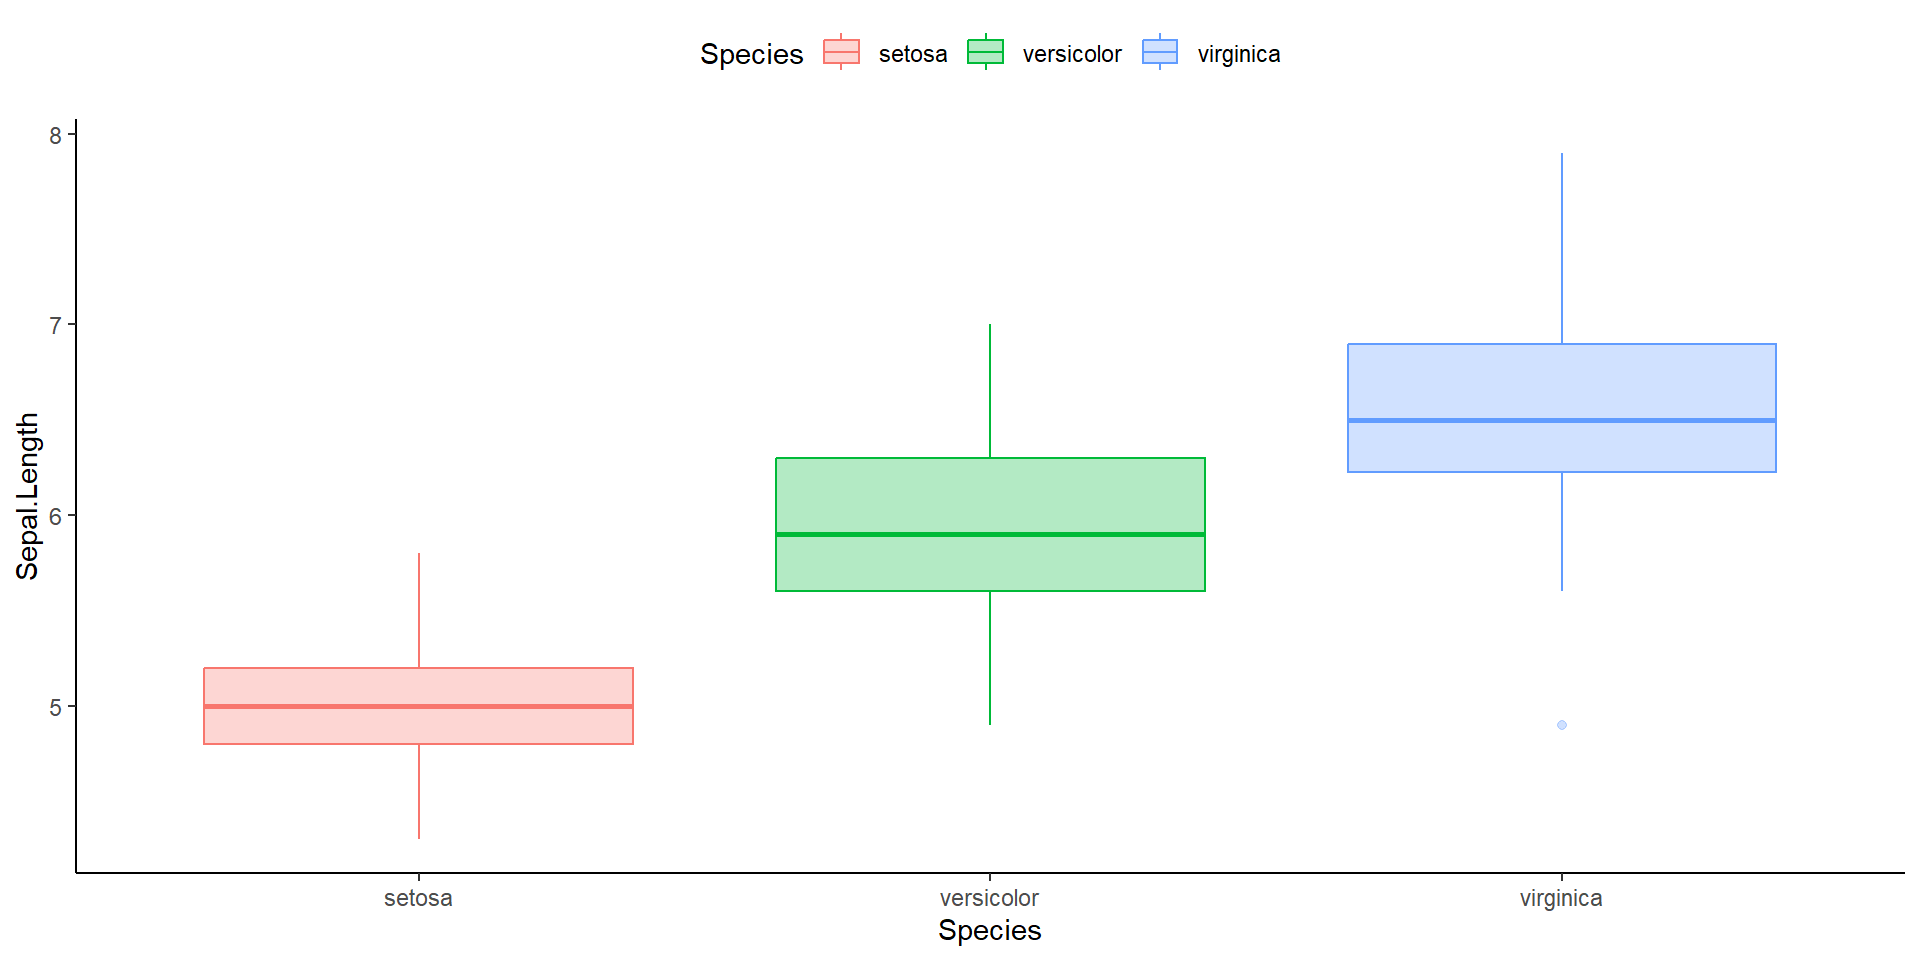 Species setosa versicolor virginica
8
7
6
5
Sepal.Length
setosa versicolor virginica
Species